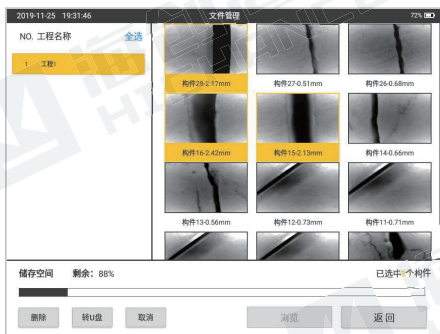 2019-11-25 19:31:46 文件管理 72%
NO. 工程名称 全选
1 工程1
构件28-2.17mm 构件27-0.51mm 构件26-0.68mm
构件16-2.42mm 构件15-2.13mm 构件14-0.66mm
构件13-0.56mm 构件12-0.73mm 构件11-0.71mm
储存空间 剩余：88% 已选中 个构件
删除 转U盘 取消 浏览 返回